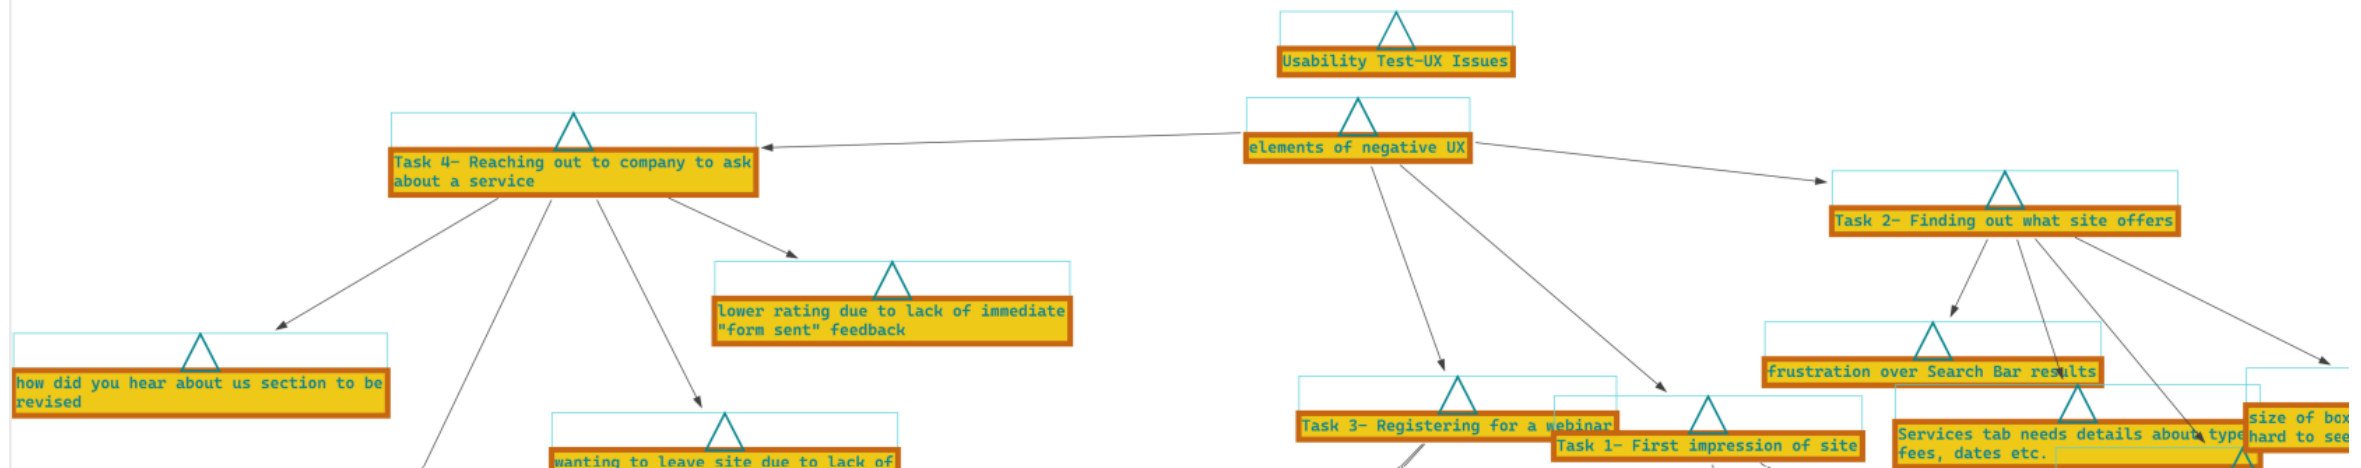 Usability Test-UX Issues
elements of negative UX
Task 4- Reaching out to company to ask
about a service
Task 2- Finding out what site offers
lower rating due to lack of immediate
"form sent" feedback
how did you hear about us section to be
revised
frustration over Search Bar results
Task 3- Registering for a webinar
Task 1- First impression of site
Services tab needs details about type
fees, dates etc.
size of box
hard to see
wanting to leave site due to lack of